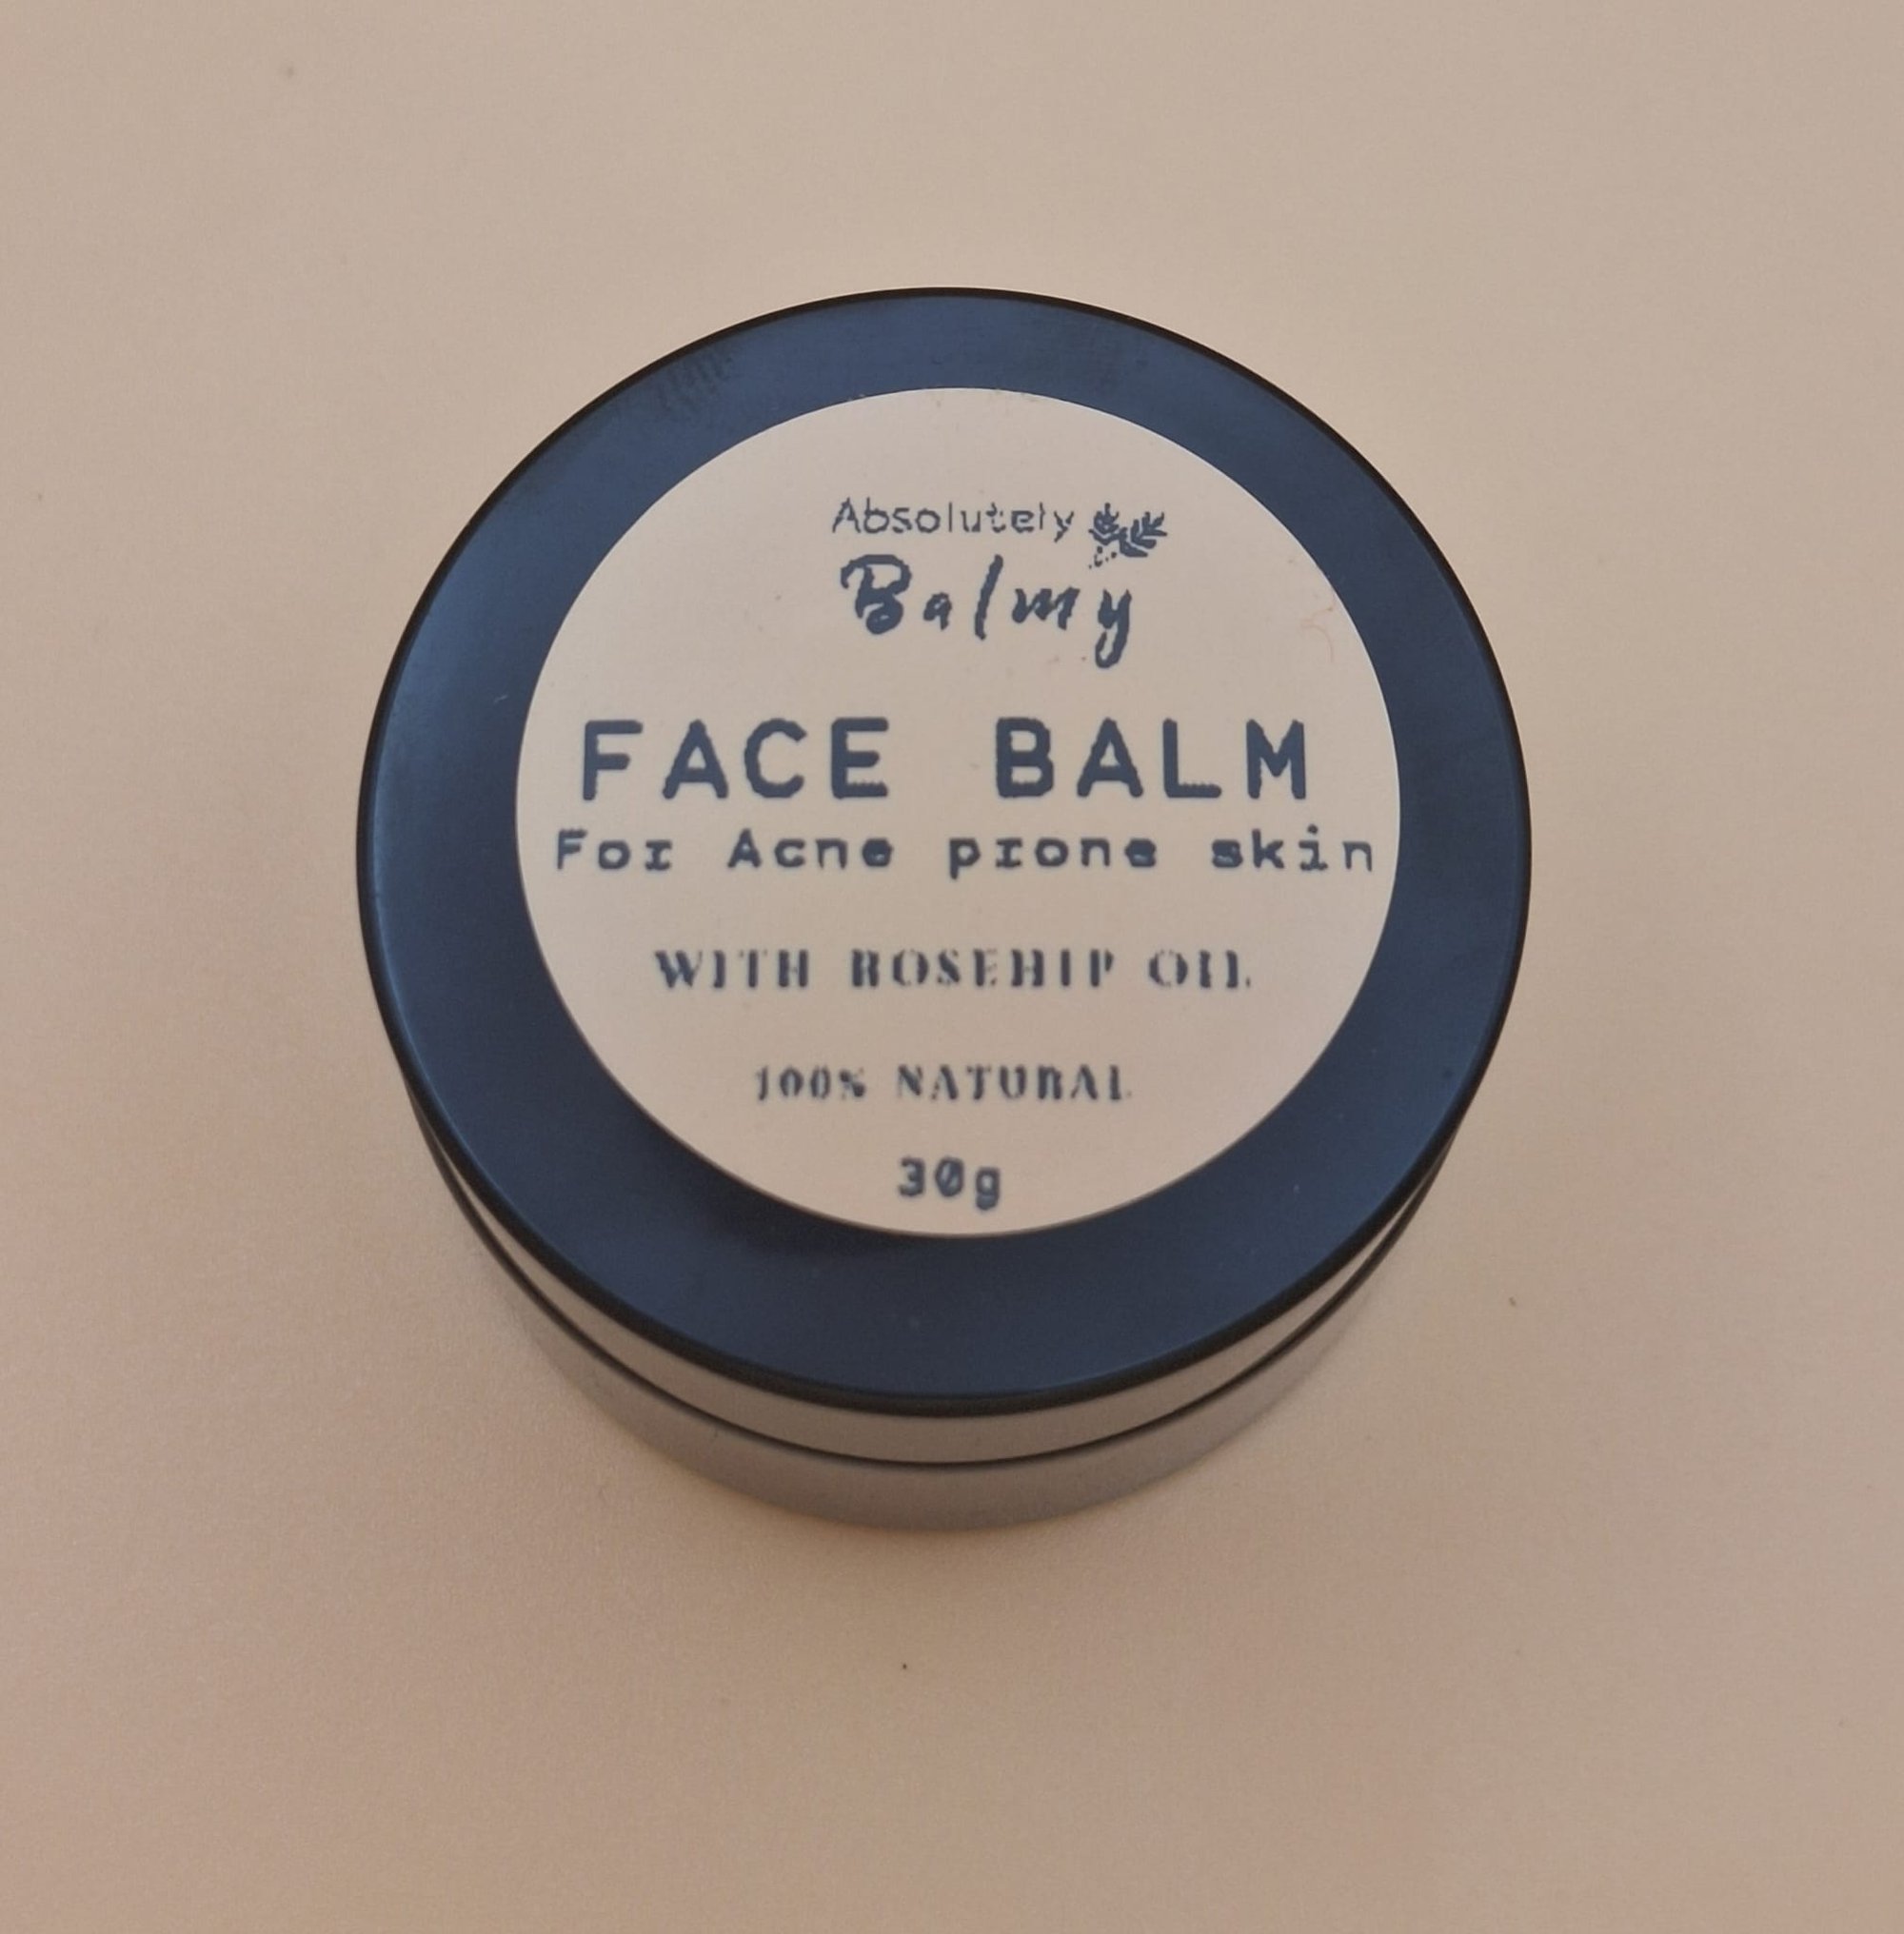 Absolutely
Balmy
FACE BALM
For Acne prone skin
WITH ROSEHIP OIL
100% NATURAL
30g